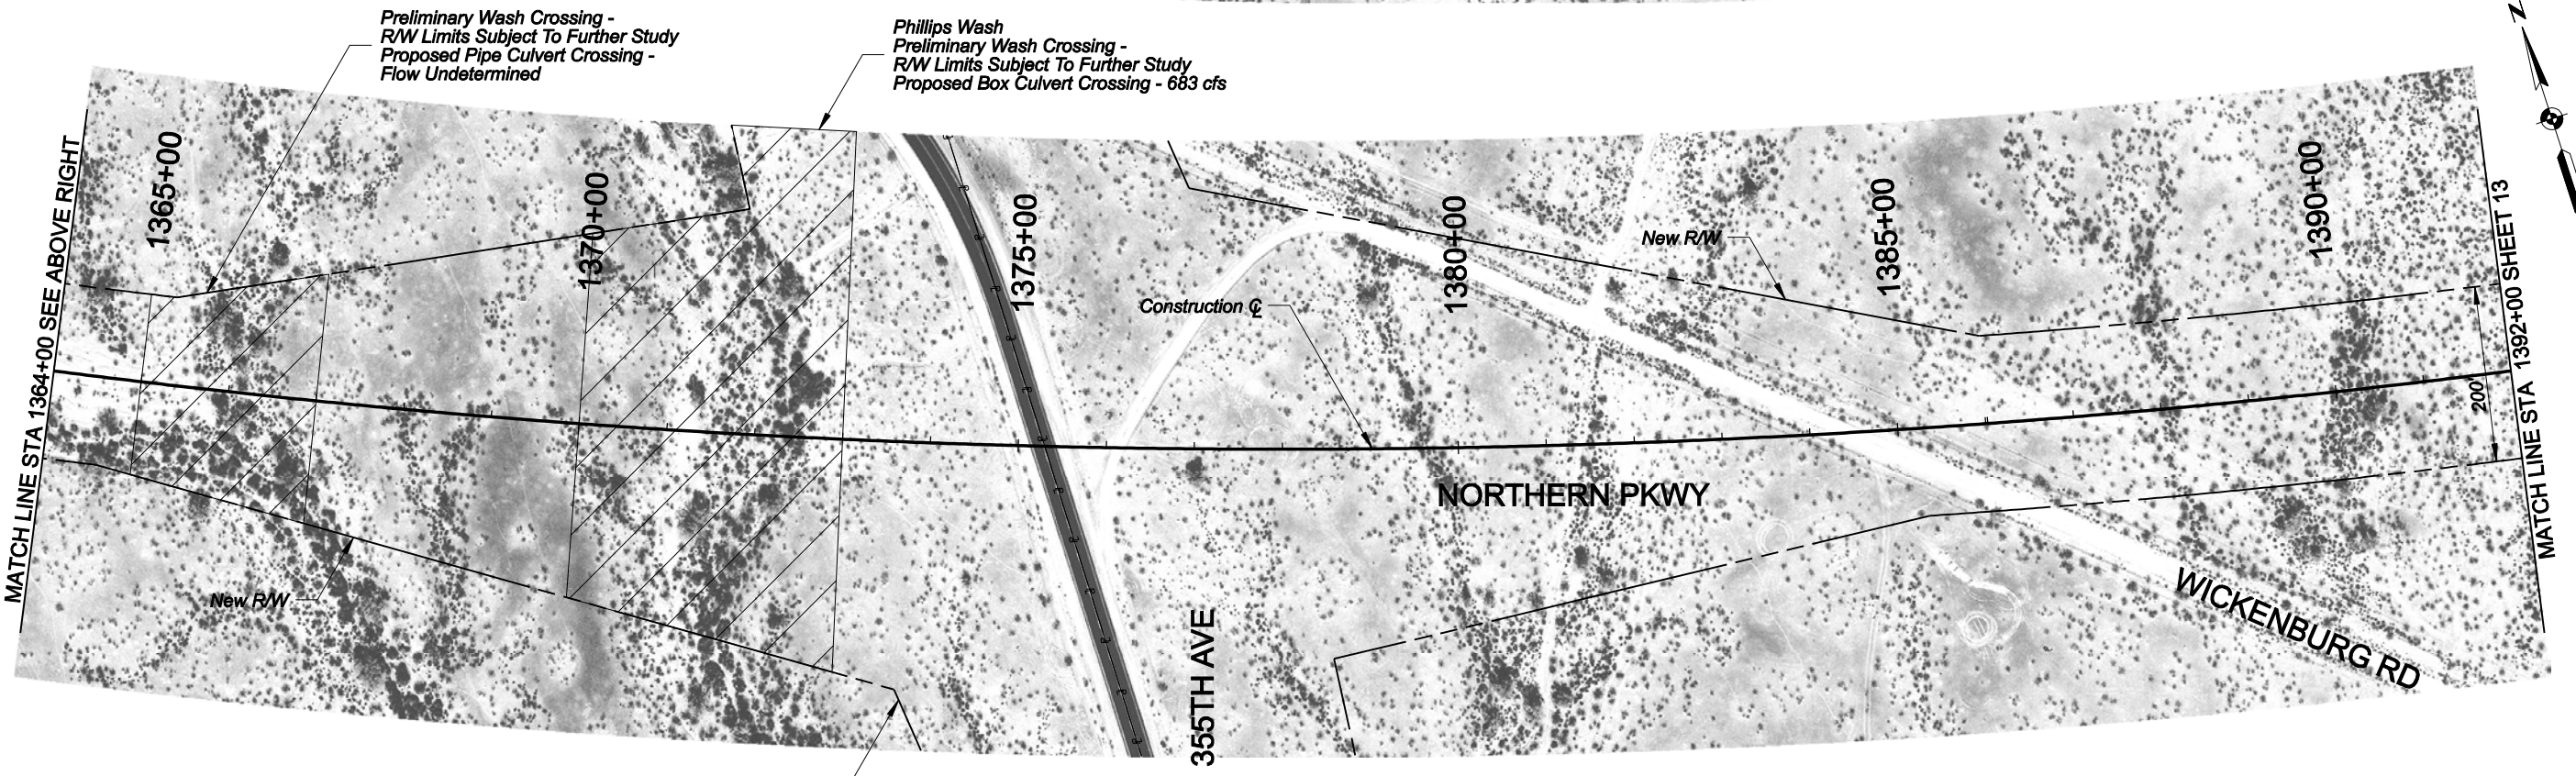 Preliminary Wash Crossing -
R/W Limits Subject To Further Study
Proposed Pipe Culvert Crossing -
Flow Undetermined
Phillips Wash
Preliminary Wash Crossing -
R/W Limits Subject To Further Study
Proposed Box Culvert Crossing - 683 cfs
N
8
MATCH LINE STA 1364+00 SEE ABOVE RIGHT
1365+00
1370+00
1375+00
1380+00
1385+00
1390+00
MATCH LINE STA 1392+00 SHEET 13
New R/W
Construction ℄
200'
NORTHERN PKWY
New R/W
355TH AVE
WICKENBURG RD